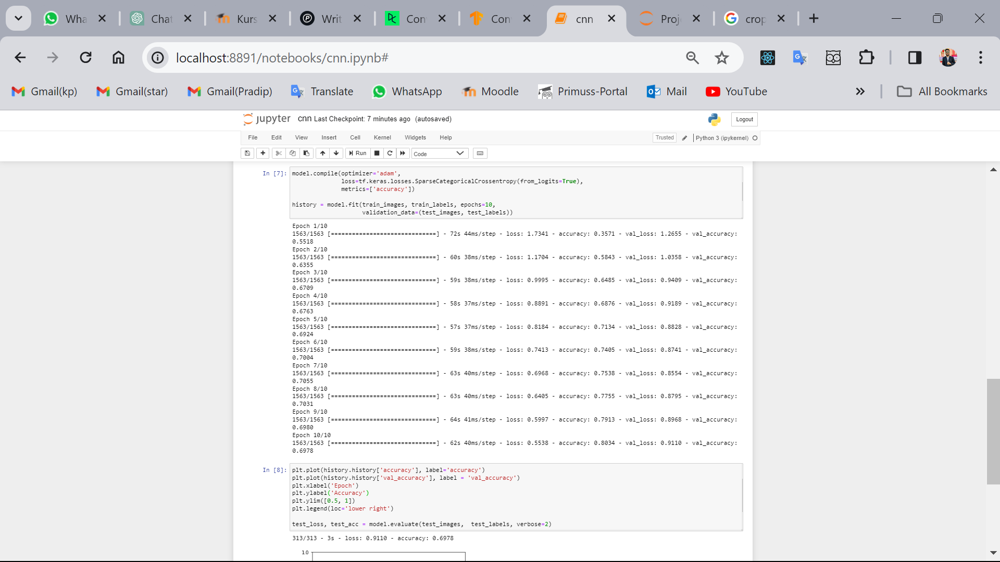 Wha
Chat
Kurs
Writ
Con
Con
cnn
Proj
crop
localhost:8891/notebooks/cnn.ipynb#
Gmail(kp) Gmail(star) Gmail(Pradip) Translate WhatsApp Moodle Primuss-Portal Mail YouTube All Bookmarks
jupyter cnn Last Checkpoint: 7 minutes ago (autosaved) Logout
File Edit View Insert Cell Kernel Widgets Help Trusted Python 3 (ipykernel)
Run Code
In [7]: model.compile(optimizer='adam',
loss=tf.keras.losses.SparseCategoricalCrossentropy(from_logits=True),
metrics=['accuracy'])
history = model.fit(train_images, train_labels, epochs=10,
validation_data=(test_images, test_labels))
Epoch 1/10
1563/1563 [==============================] - 72s 44ms/step - loss: 1.7341 - accuracy: 0.3571 - val_loss: 1.2655 - val_accuracy:
0.5518
Epoch 2/10
1563/1563 [==============================] - 60s 38ms/step - loss: 1.1704 - accuracy: 0.5843 - val_loss: 1.0358 - val_accuracy:
0.6355
Epoch 3/10
1563/1563 [==============================] - 59s 38ms/step - loss: 0.9995 - accuracy: 0.6485 - val_loss: 0.9409 - val_accuracy:
0.6709
Epoch 4/10
1563/1563 [==============================] - 58s 37ms/step - loss: 0.8891 - accuracy: 0.6876 - val_loss: 0.9189 - val_accuracy:
0.6763
Epoch 5/10
1563/1563 [==============================] - 57s 37ms/step - loss: 0.8184 - accuracy: 0.7134 - val_loss: 0.8828 - val_accuracy:
0.6924
Epoch 6/10
1563/1563 [==============================] - 59s 38ms/step - loss: 0.7413 - accuracy: 0.7405 - val_loss: 0.8741 - val_accuracy:
0.7004
Epoch 7/10
1563/1563 [==============================] - 63s 40ms/step - loss: 0.6968 - accuracy: 0.7538 - val_loss: 0.8554 - val_accuracy:
0.7055
Epoch 8/10
1563/1563 [==============================] - 63s 40ms/step - loss: 0.6405 - accuracy: 0.7755 - val_loss: 0.8795 - val_accuracy:
0.7031
Epoch 9/10
1563/1563 [==============================] - 64s 41ms/step - loss: 0.5997 - accuracy: 0.7913 - val_loss: 0.8968 - val_accuracy:
0.6980
Epoch 10/10
1563/1563 [==============================] - 62s 40ms/step - loss: 0.5538 - accuracy: 0.8034 - val_loss: 0.9110 - val_accuracy:
0.6978
In [8]: plt.plot(history.history['accuracy'], label='accuracy')
plt.plot(history.history['val_accuracy'], label = 'val_accuracy')
plt.xlabel('Epoch')
plt.ylabel('Accuracy')
plt.ylim([0.5, 1])
plt.legend(loc='lower right')
test_loss, test_acc = model.evaluate(test_images,  test_labels, verbose=2)
313/313 - 3s - loss: 0.9110 - accuracy: 0.6978
1.0